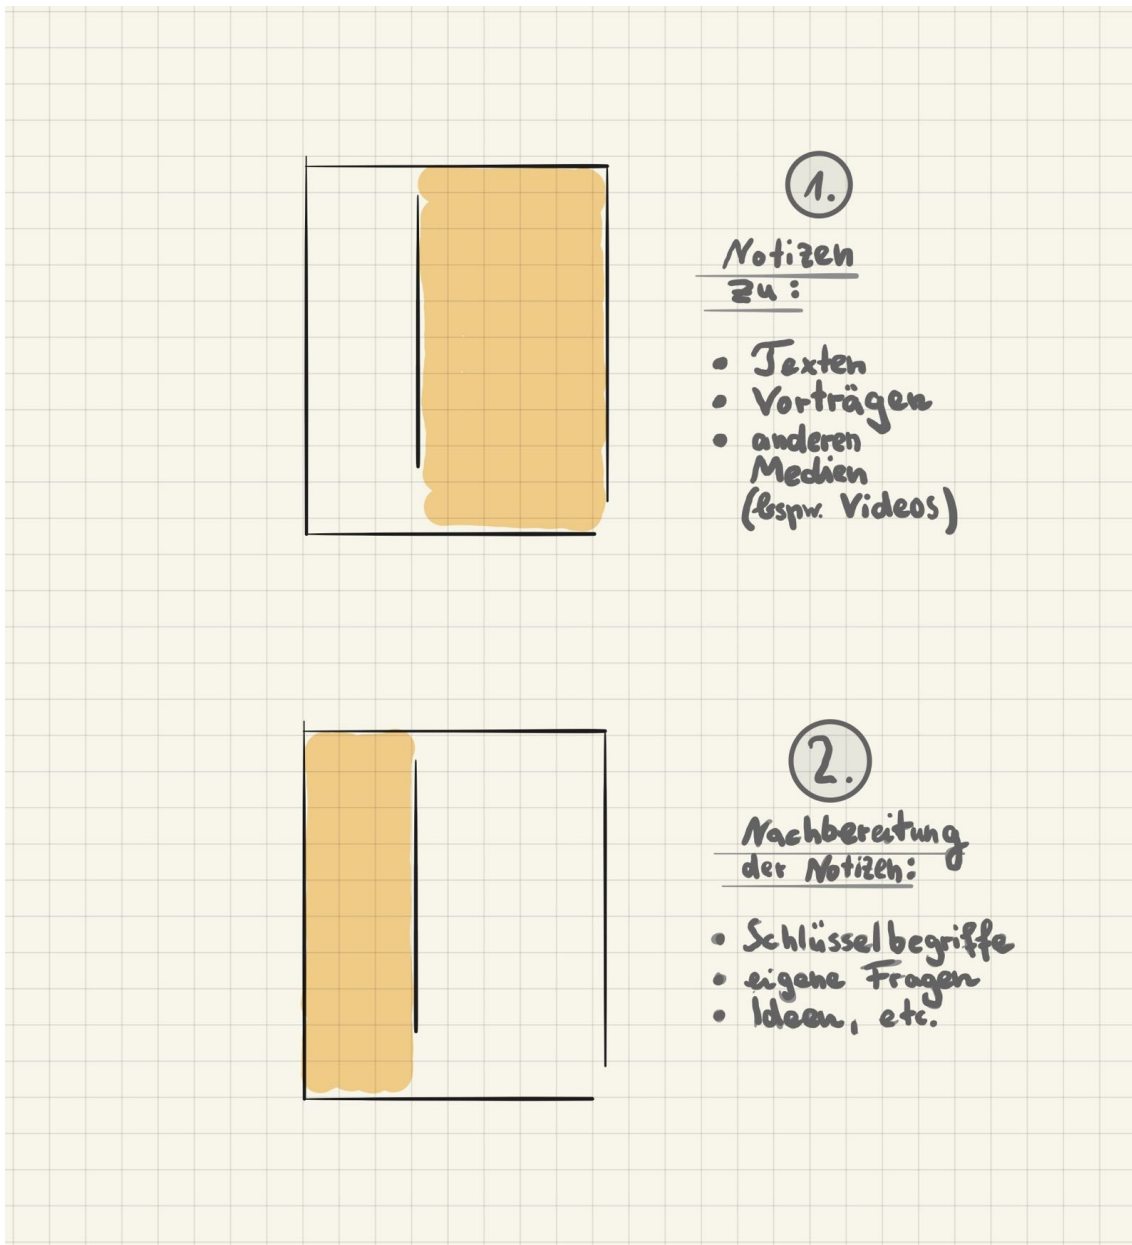 1.
Notizen
zu:
• Texten
• Vorträgen
• anderen
Medien
(bspw. Videos)
2.
Nachbereitung
der Notizen:
• Schlüsselbegriffe
• eigene Fragen
• Ideen, etc.